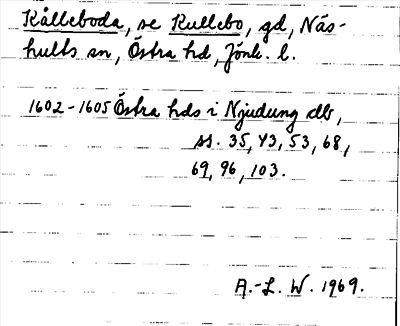 Kålleboda, se Kullebo, gd, Näs-
hults sn, Östra hd, Jönk. l.
1602-1605 Östra hds i Njudung db,
ss. 35, 43, 53, 68,
69, 96, 103.
A.-L. W. 1969.